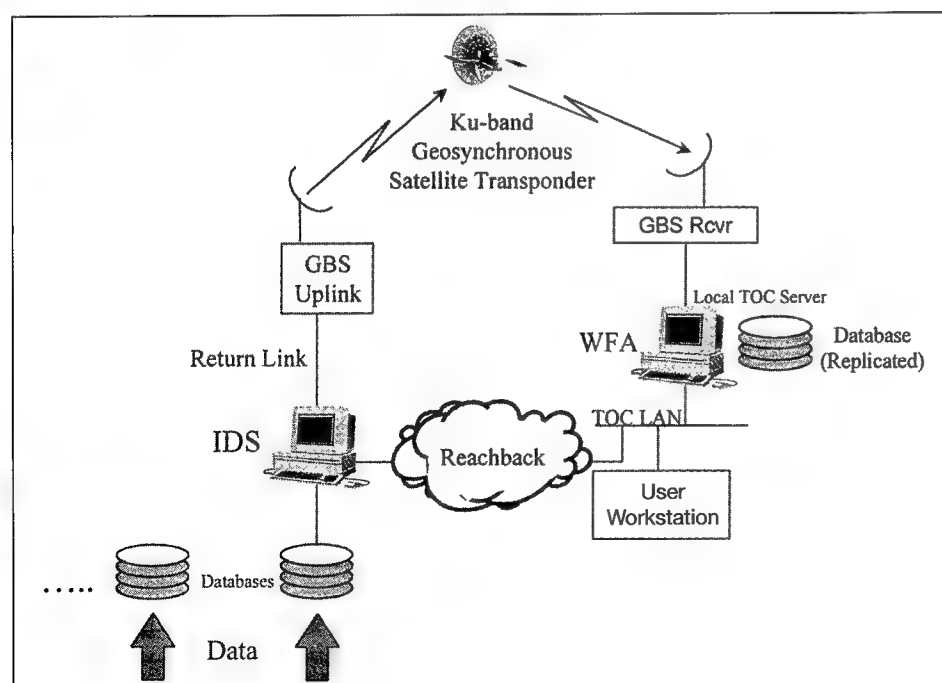 Ku-band
Geosynchronous
Satellite Transponder
GBS Rcvr
GBS
Uplink
Local TOC Server
WFA
Database
(Replicated)
Return Link
TOC LAN
IDS
Reachback
User
Workstation
.....
Databases
Data